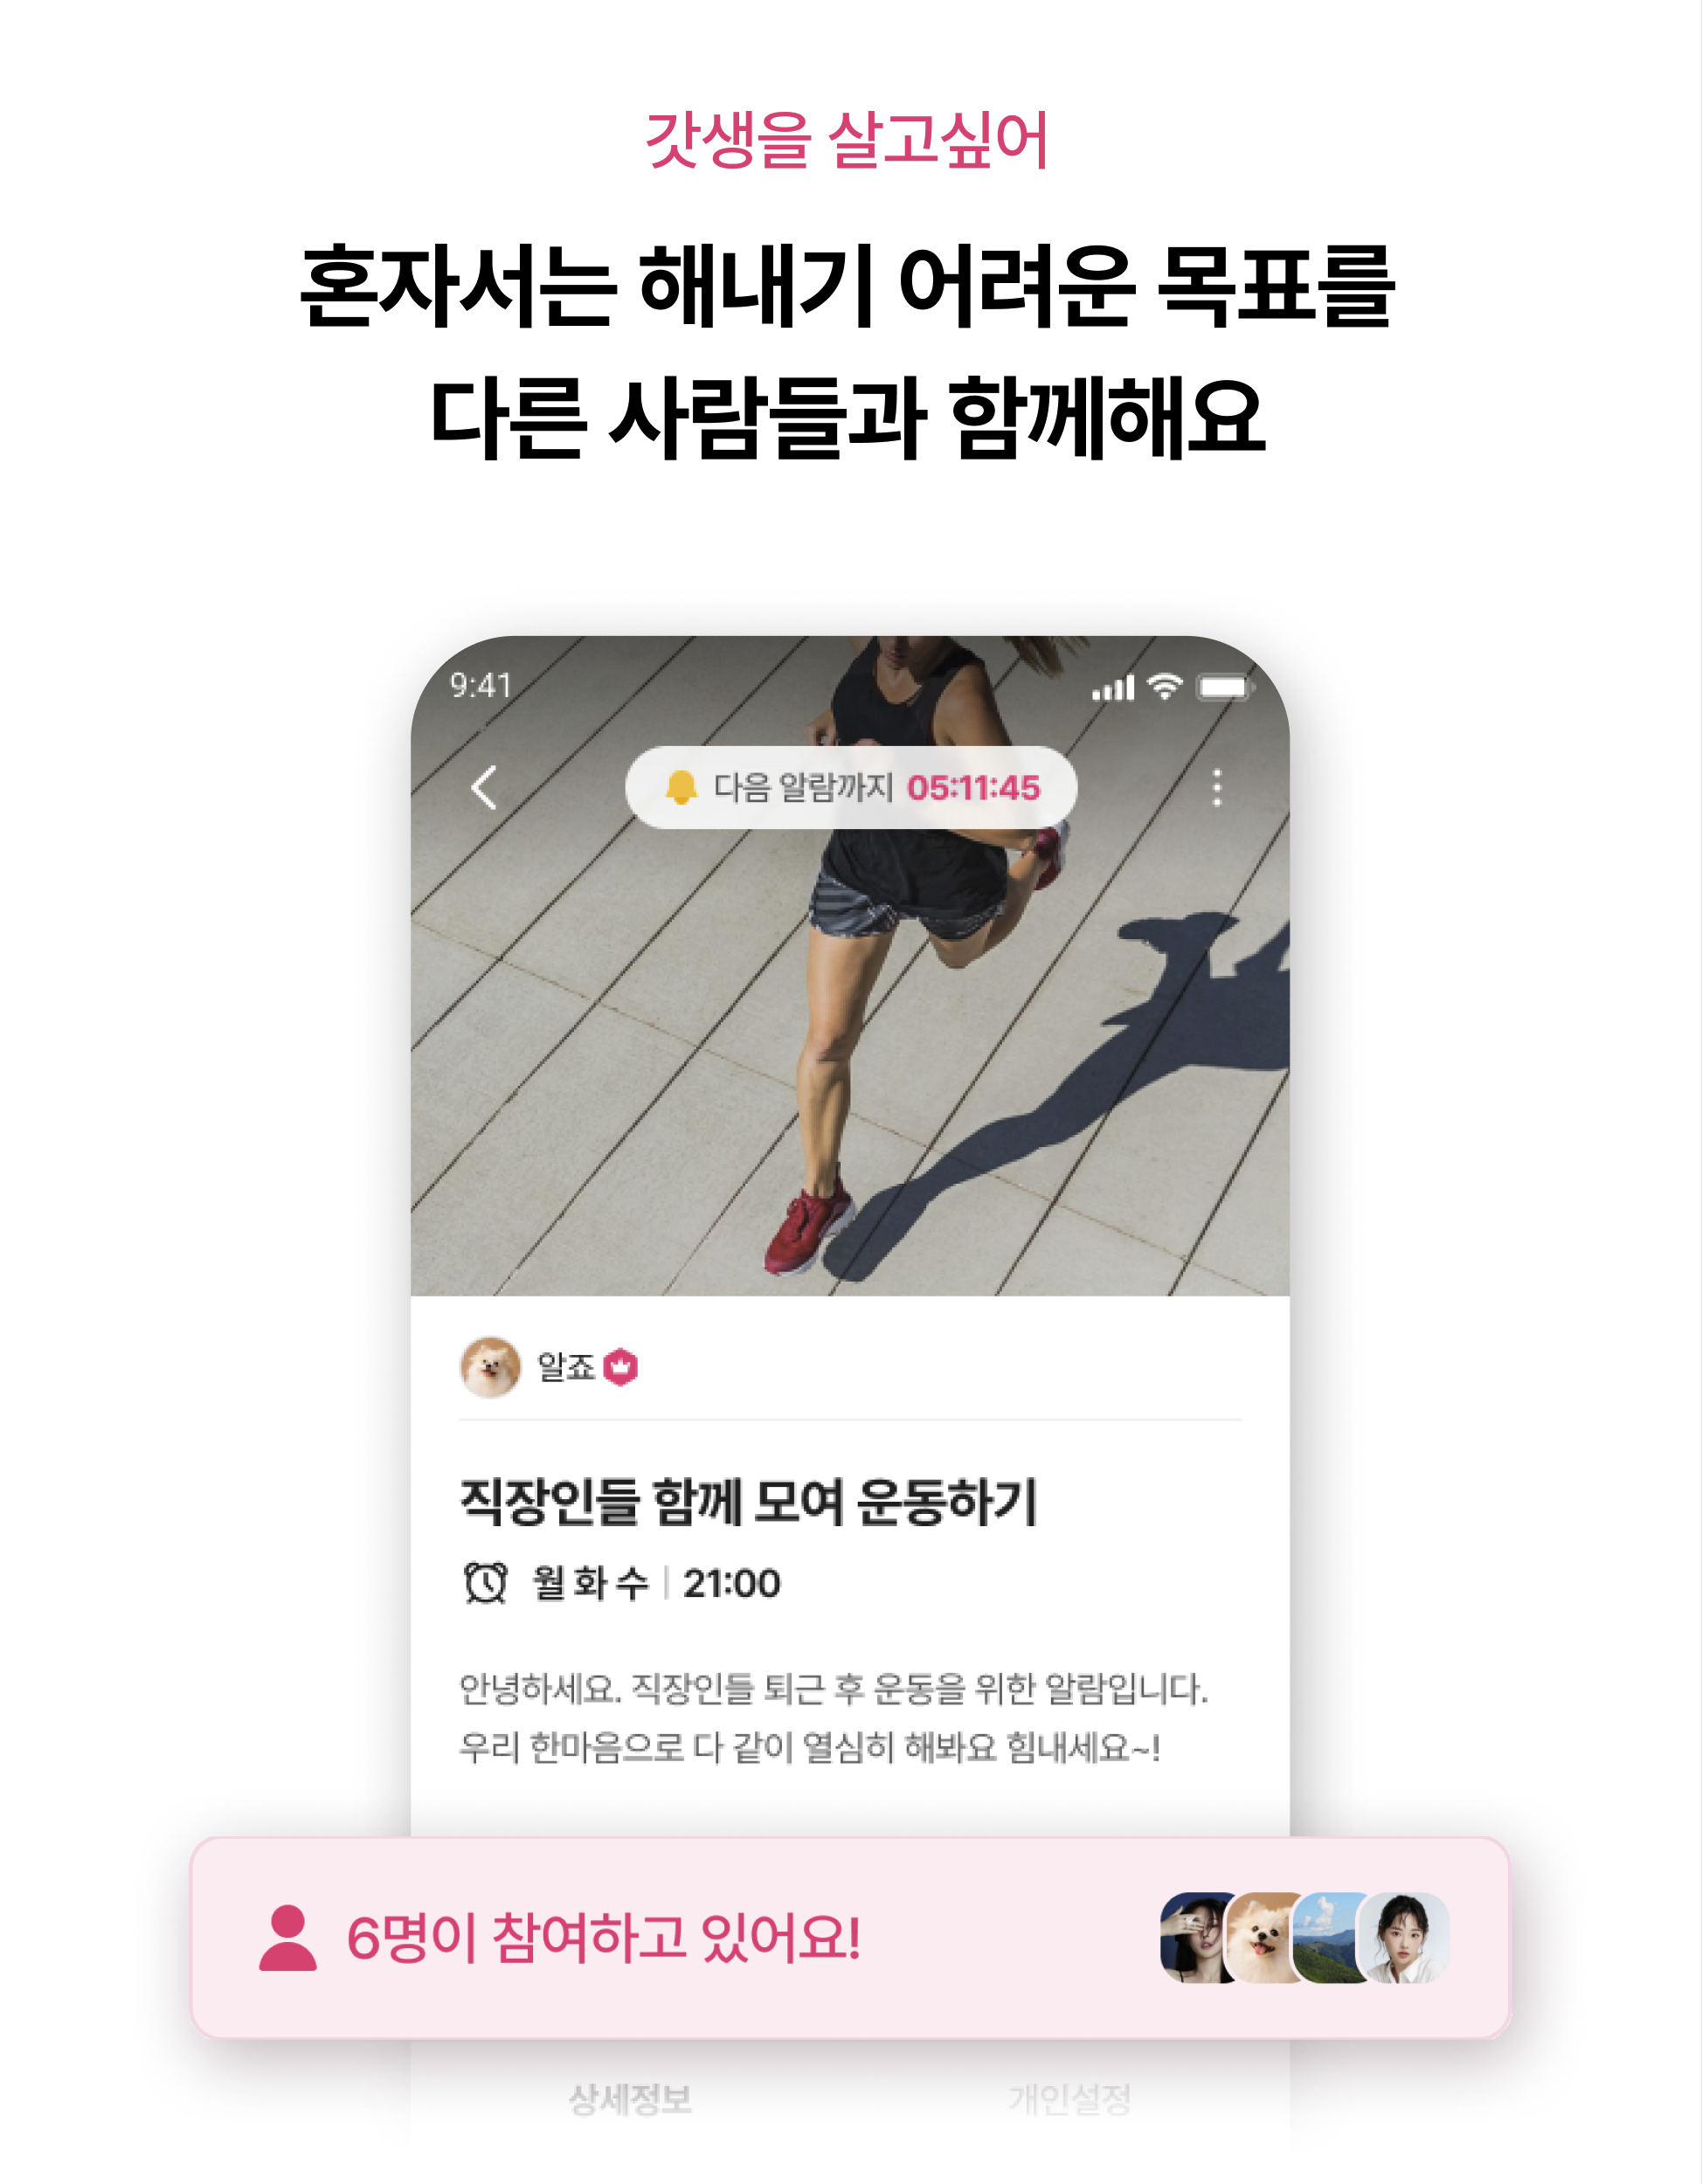 갓생을 살고싶어
혼자서는 해내기 어려운 목표를
다른 사람들과 함께해요
9:41
다음 알람까지 05:11:45
알죠
직장인들 함께 모여 운동하기
월 화 수 | 21:00
안녕하세요. 직장인들 퇴근 후 운동을 위한 알람입니다.
우리 한마음으로 다 같이 열심히 해봐요 힘내세요~!
6명이 참여하고 있어요!
상세정보 개인설정